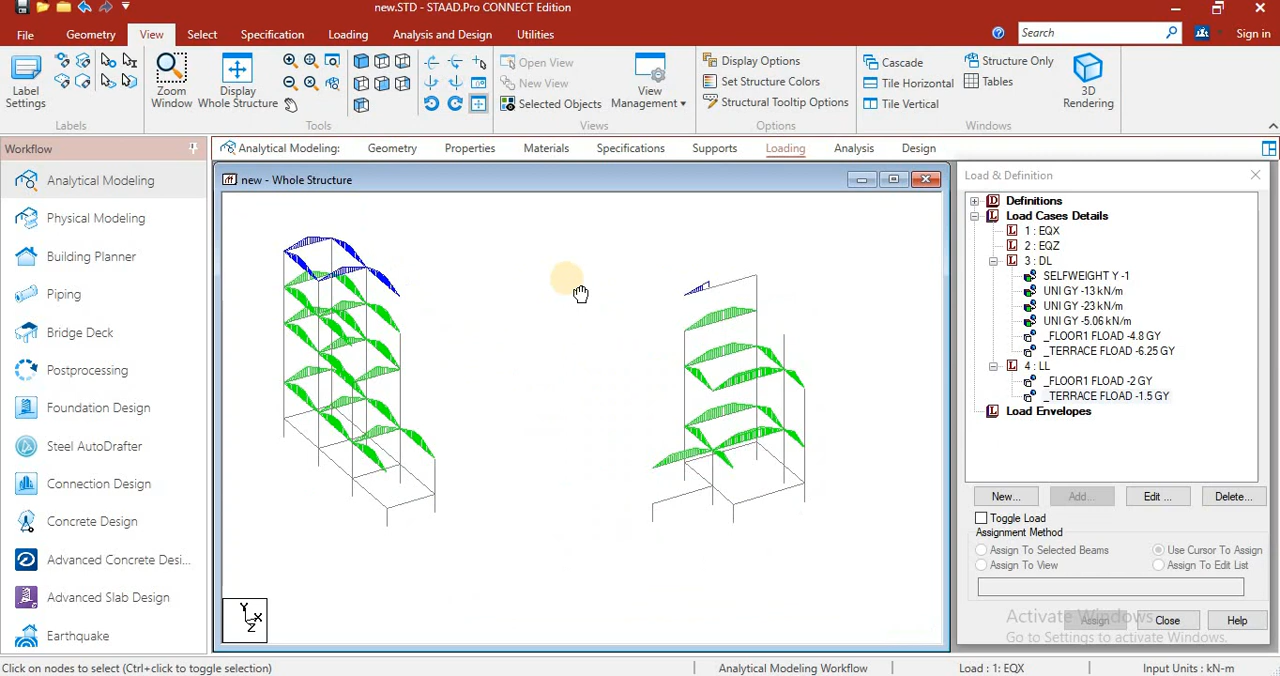 new.STD - STAAD.Pro CONNECT Edition
File
Geometry
View
Select
Specification
Loading
Analysis and Design
Utilities
Search
Sign in
Label
Settings
Labels
Zoom
Window
Display
Whole Structure
Tools
Open View
New View
Selected Objects
View
Management
Views
Display Options
Set Structure Colors
Structural Tooltip Options
Options
Cascade
Tile Horizontal
Tile Vertical
Structure Only
Tables
3D
Rendering
Windows
Workflow
Analytical Modeling:
Geometry
Properties
Materials
Specifications
Supports
Loading
Analysis
Design
Analytical Modeling
Physical Modeling
Building Planner
Piping
Bridge Deck
Postprocessing
Foundation Design
Steel AutoDrafter
Connection Design
Concrete Design
Advanced Concrete Desi...
Advanced Slab Design
Earthquake
new - Whole Structure
Y
X
Z
Load & Definition
Definitions
Load Cases Details
1 : EQX
2 : EQZ
3 : DL
SELFWEIGHT Y -1
UNI GY -13 kN/m
UNI GY -23 kN/m
UNI GY -5.06 kN/m
_FLOOR1 FLOAD -4.8 GY
_TERRACE FLOAD -6.25 GY
4 : LL
_FLOOR1 FLOAD -2 GY
_TERRACE FLOAD -1.5 GY
Load Envelopes
New...
Add...
Edit ...
Delete...
Toggle Load
Assignment Method
Assign To Selected Beams
Use Cursor To Assign
Assign To View
Assign To Edit List
Assign
Close
Help
Activate Windows
Go to Settings to activate Windows.
Click on nodes to select (Ctrl+click to toggle selection)
Analytical Modeling Workflow
Load : 1: EQX
Input Units : kN-m